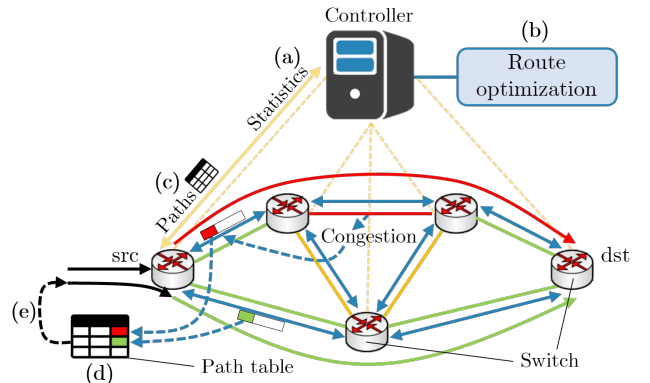 Controller
(a)
(b)
Route
optimization
Statistics
(c)
Paths
src
Congestion
dst
(e)
Switch
Path table
(d)